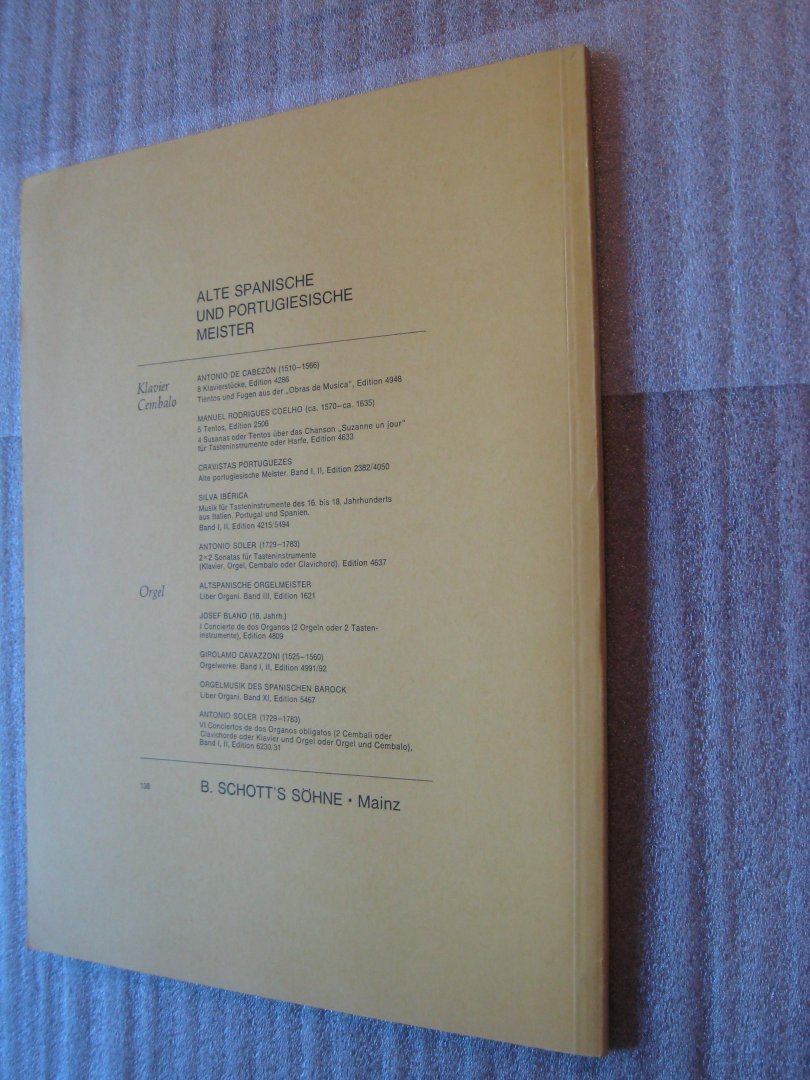 ALTE SPANISCHE
UND PORTUGIESISCHE
MEISTER
Klavier
Cembalo
ANTONIO DE CABEZÓN (1510–1566)
8 Klavierstücke, Edition 4286
Tientos und Fugen aus der „Obras de Musica", Edition 4948
MANUEL RODRIGUES COELHO (ca. 1570–ca. 1635)
5 Tentos, Edition 2506
4 Susanas oder Tentos über das Chanson „Suzanne un jour"
für Tasteninstrumente oder Harfe, Edition 4633
CRAVISTAS PORTUGUEZES
Alte portugiesische Meister. Band I, II, Edition 2382/4050
SILVA IBÉRICA
Musik für Tasteninstrumente des 16. bis 18. Jahrhunderts
aus Italien, Portugal und Spanien.
Band I, II, Edition 4215/5494
ANTONIO SOLER (1729–1783)
2×2 Sonatas für Tasteninstrumente
(Klavier, Orgel, Cembalo oder Clavichord), Edition 4637
Orgel
ALTSPANISCHE ORGELMEISTER
Liber Organi. Band III, Edition 1621
JOSEF BLANO (18. Jahrh.)
I Concierto de dos Organos (2 Orgeln oder 2 Tasten-
instrumente), Edition 4809
GIROLAMO CAVAZZONI (1525–1560)
Orgelwerke. Band I, II, Edition 4991/92
ORGELMUSIK DES SPANISCHEN BAROCK
Liber Organi. Band XI, Edition 5467
ANTONIO SOLER (1729–1783)
VI Conciertos de dos Organos obligatos (2 Cembali oder
Clavichorde oder Klavier und Orgel oder Orgel und Cembalo),
Band I, II, Edition 6230/31
138
B. SCHOTT'S SÖHNE • Mainz